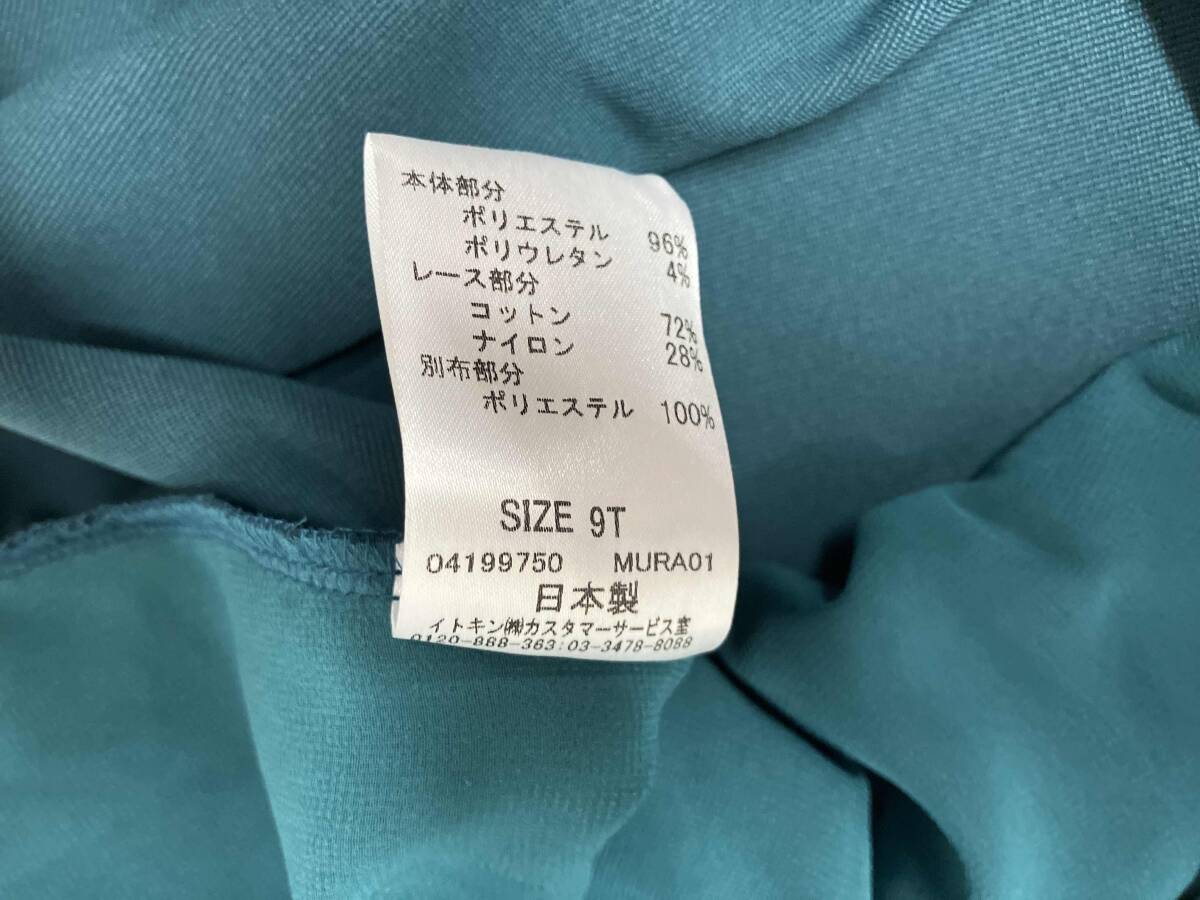 本体部分
ポリエステル 96%
ポリウレタン 4%
レース部分
コットン 72%
ナイロン 28%
別布部分
ポリエステル 100%
SIZE 9T
04199750 MURA01
日本製
イトキン㈱カスタマーサービス室
0120-888-363:03-3478-8088